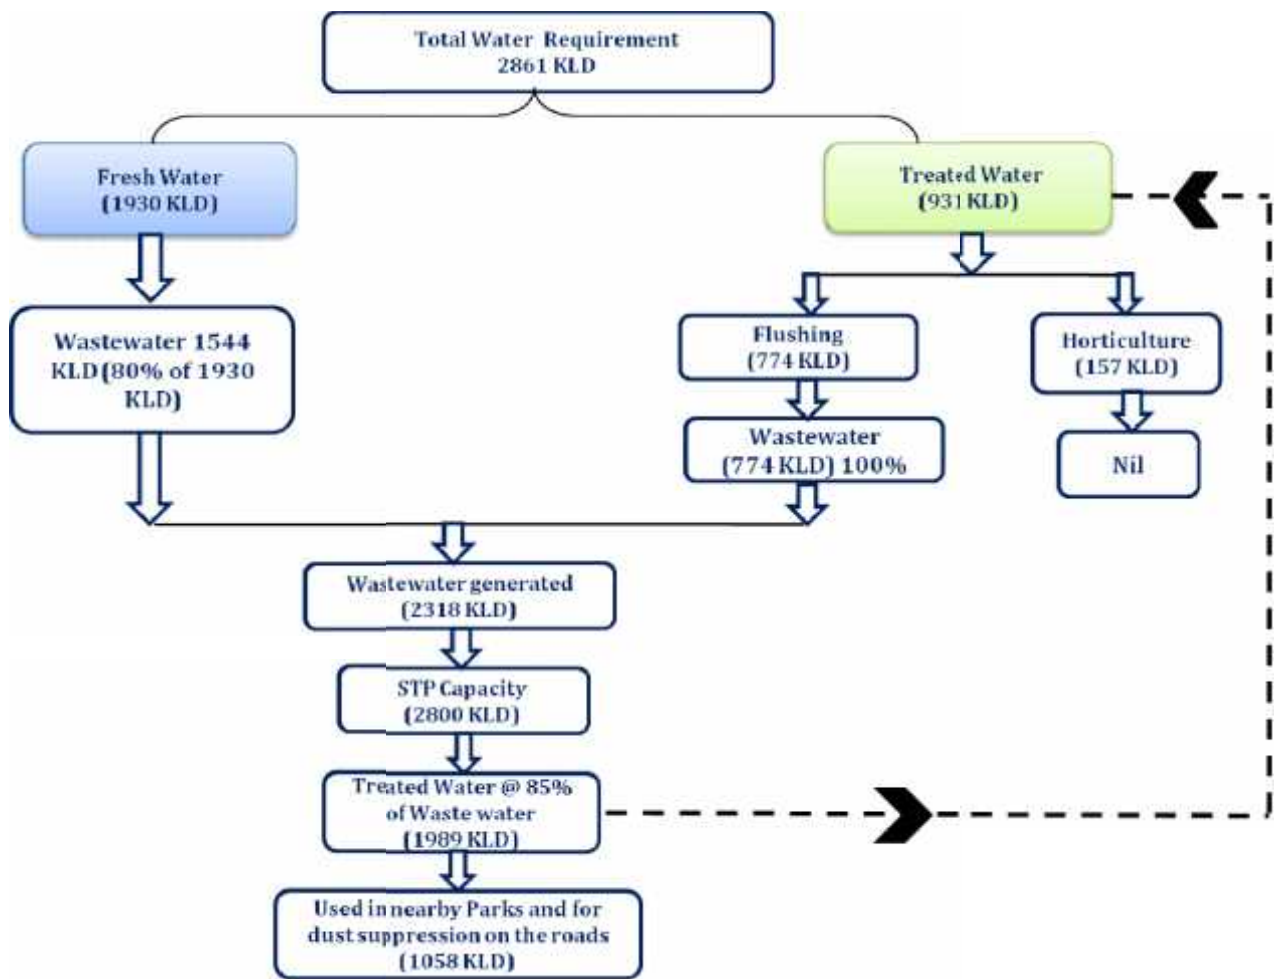 Total Water Requirement
2861 KLD
Fresh Water
(1930 KLD)
Treated Water
(931 KLD)
Wastewater 1544
KLD(80% of 1930
KLD)
Flushing
(774 KLD)
Horticulture
(157 KLD)
Wastewater
(774 KLD) 100%
Nil
Wastewater generated
(2318 KLD)
STP Capacity
(2800 KLD)
Treated Water @ 85%
of Waste water
(1989 KLD)
Used in nearby Parks and for
dust suppression on the roads
(1058 KLD)